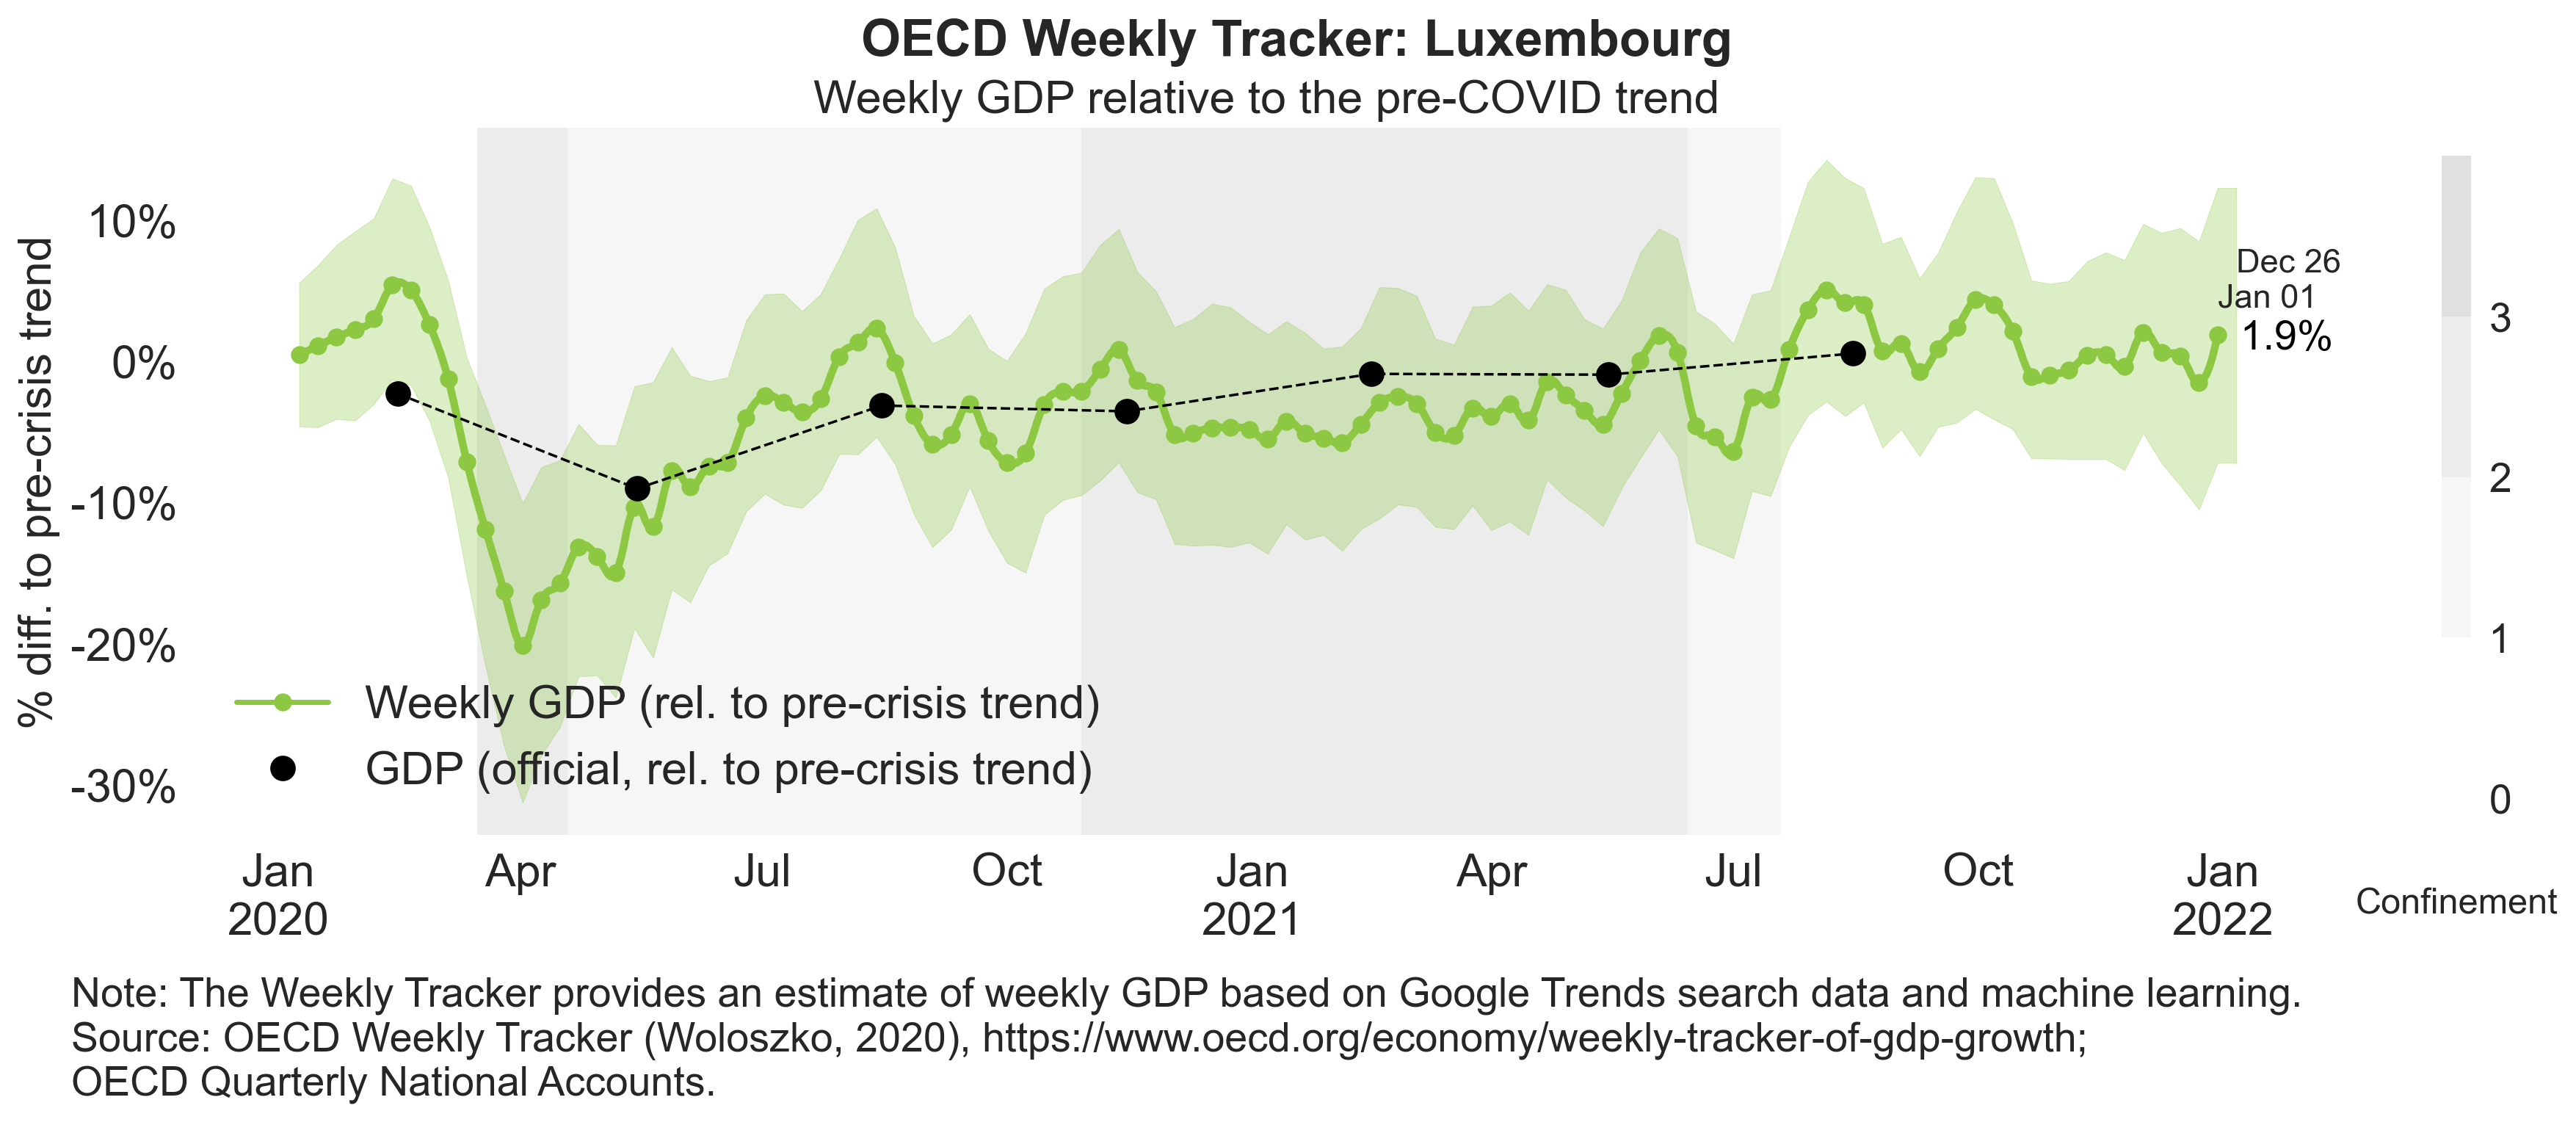 OECD Weekly Tracker: Luxembourg
Weekly GDP relative to the pre-COVID trend
% diff. to pre-crisis trend
10%
0%
-10%
-20%
-30%
Dec 26
Jan 01
1.9%
3
2
1
0
Weekly GDP (rel. to pre-crisis trend)
GDP (official, rel. to pre-crisis trend)
Jan Apr Jul Oct Jan Apr Jul Oct Jan
2020 2021 2022
Confinement
Note: The Weekly Tracker provides an estimate of weekly GDP based on Google Trends search data and machine learning.
Source: OECD Weekly Tracker (Woloszko, 2020), https://www.oecd.org/economy/weekly-tracker-of-gdp-growth;
OECD Quarterly National Accounts.